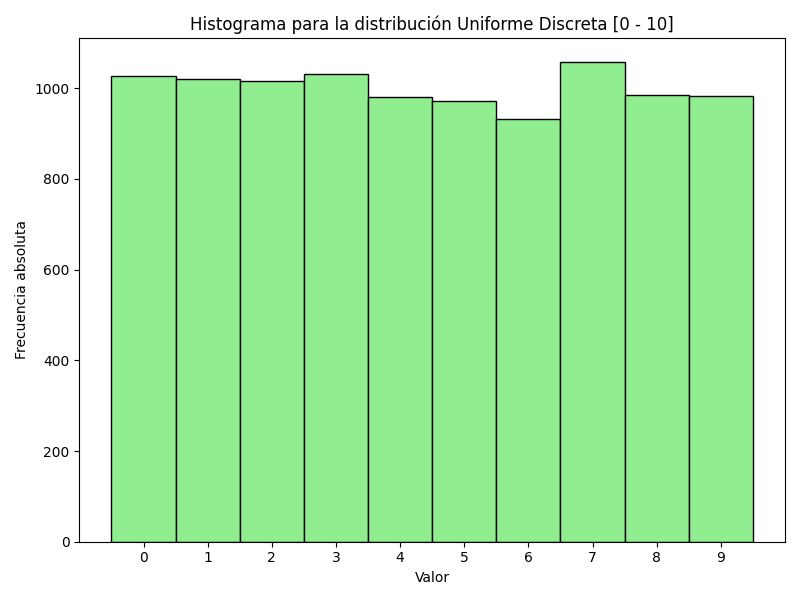 Histograma para la distribución Uniforme Discreta [0 - 10]
Frecuencia absoluta
1000
800
600
400
200
0
0 1 2 3 4 5 6 7 8 9
Valor